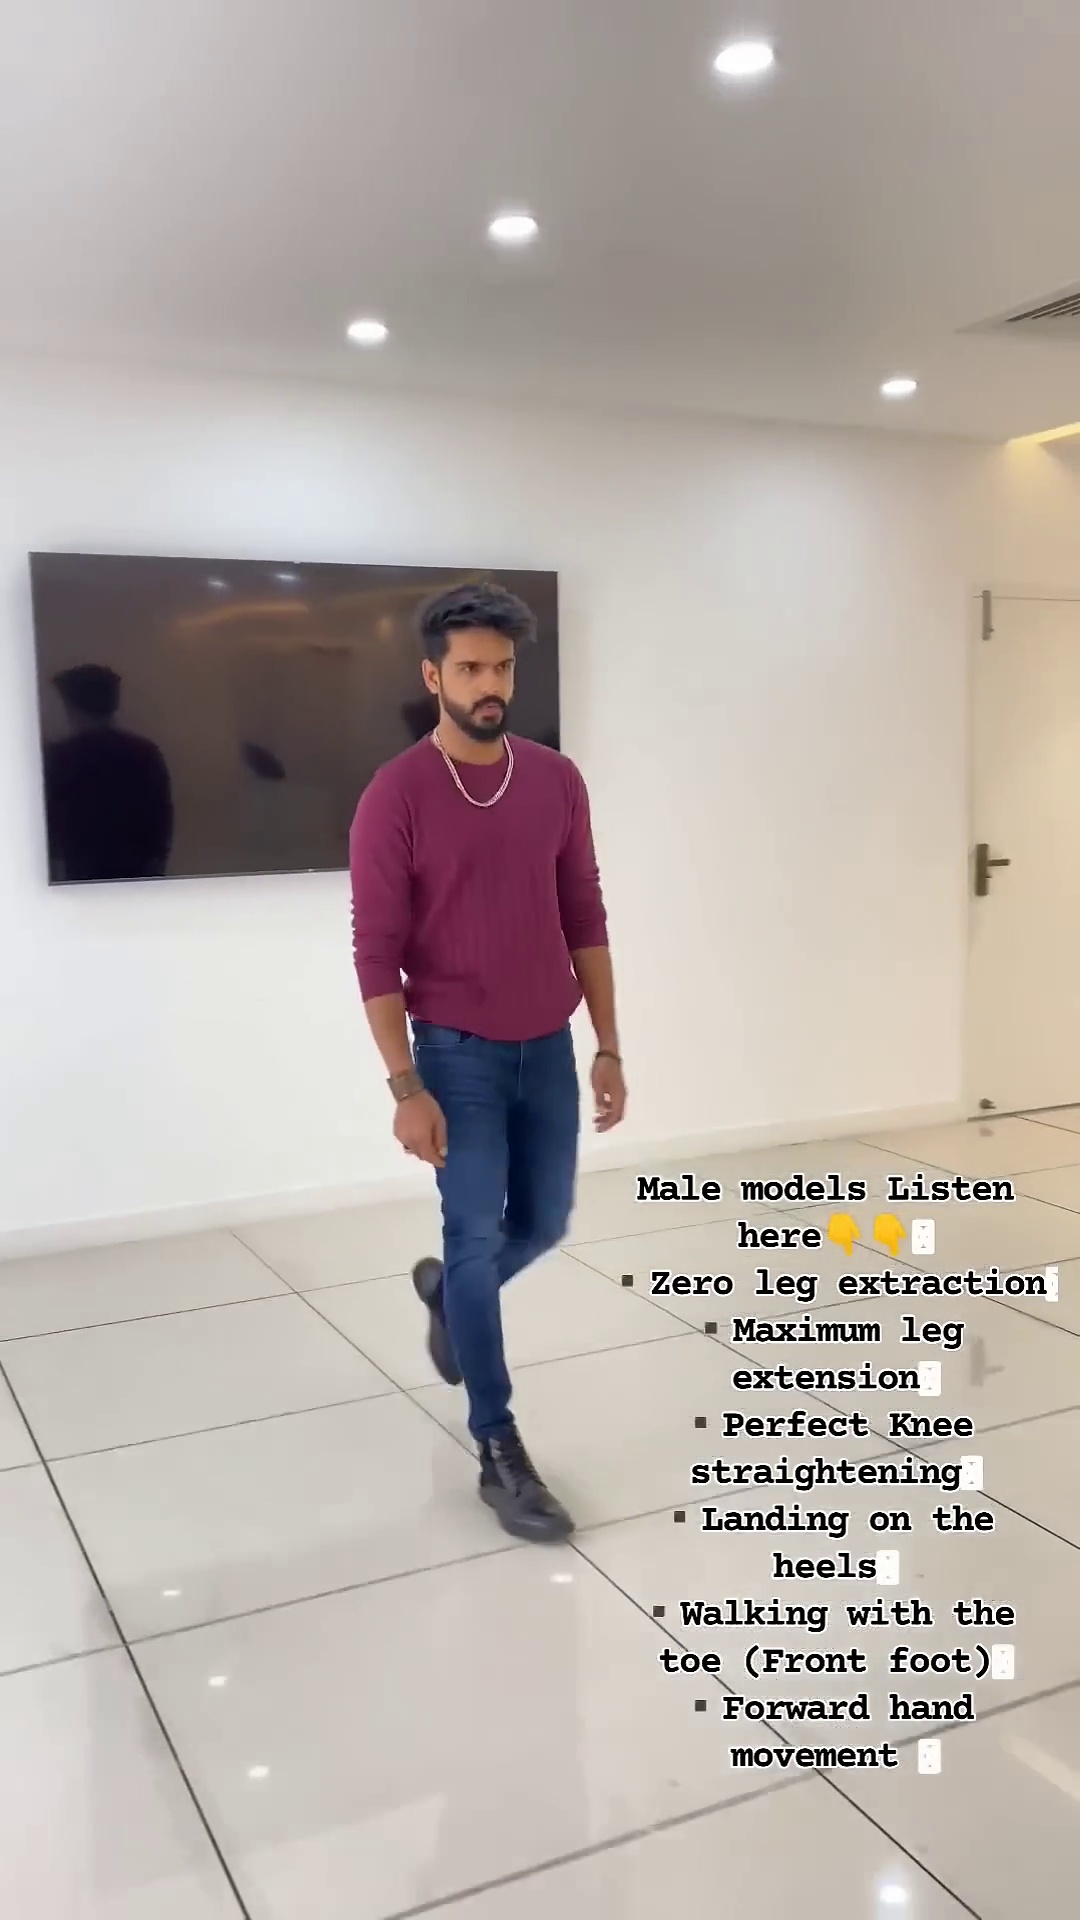 Male models Listen
here👇👇
▪ Zero leg extraction
▪ Maximum leg
extension
▪ Perfect Knee
straightening
▪ Landing on the
heels
▪ Walking with the
toe (Front foot)
▪ Forward hand
movement